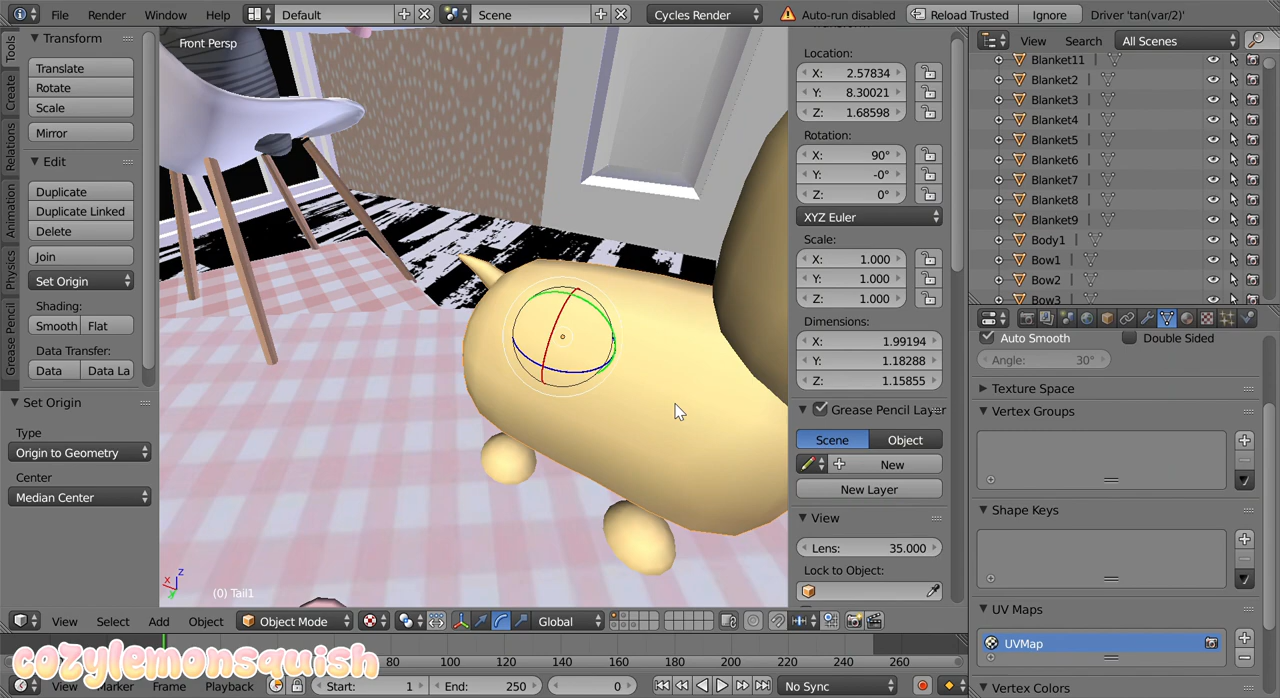 File Render Window Help Default Scene Cycles Render Auto-run disabled Reload Trusted Ignore Driver 'tan(var/2)'
Tools
Create
Relations
Animation
Physics
Grease Pencil
Transform
Translate
Rotate
Scale
Mirror
Edit
Duplicate
Duplicate Linked
Delete
Join
Set Origin
Shading:
Smooth Flat
Data Transfer:
Data Data La
Set Origin
Type
Origin to Geometry
Center
Median Center
Front Persp
(0) Tail1
Location:
X: 2.57834
Y: 8.30021
Z: 1.68598
Rotation:
X: 90°
Y: -0°
Z: 0°
XYZ Euler
Scale:
X: 1.000
Y: 1.000
Z: 1.000
Dimensions:
X: 1.99194
Y: 1.18288
Z: 1.15855
Grease Pencil Layer
Scene Object
New
New Layer
View
Lens: 35.000
Lock to Object:
View Search All Scenes
Blanket11
Blanket2
Blanket3
Blanket4
Blanket5
Blanket6
Blanket7
Blanket8
Blanket9
Body1
Bow1
Bow2
Bow3
Auto Smooth Double Sided
Angle: 30°
Texture Space
Vertex Groups
Shape Keys
UV Maps
UVMap
Vertex Colors
View Select Add Object Object Mode Global
cozylemonsquish
80 100 120 140 160 180 200 220 240 260
View Marker Frame Playback Start: 1 End: 250 0 No Sync